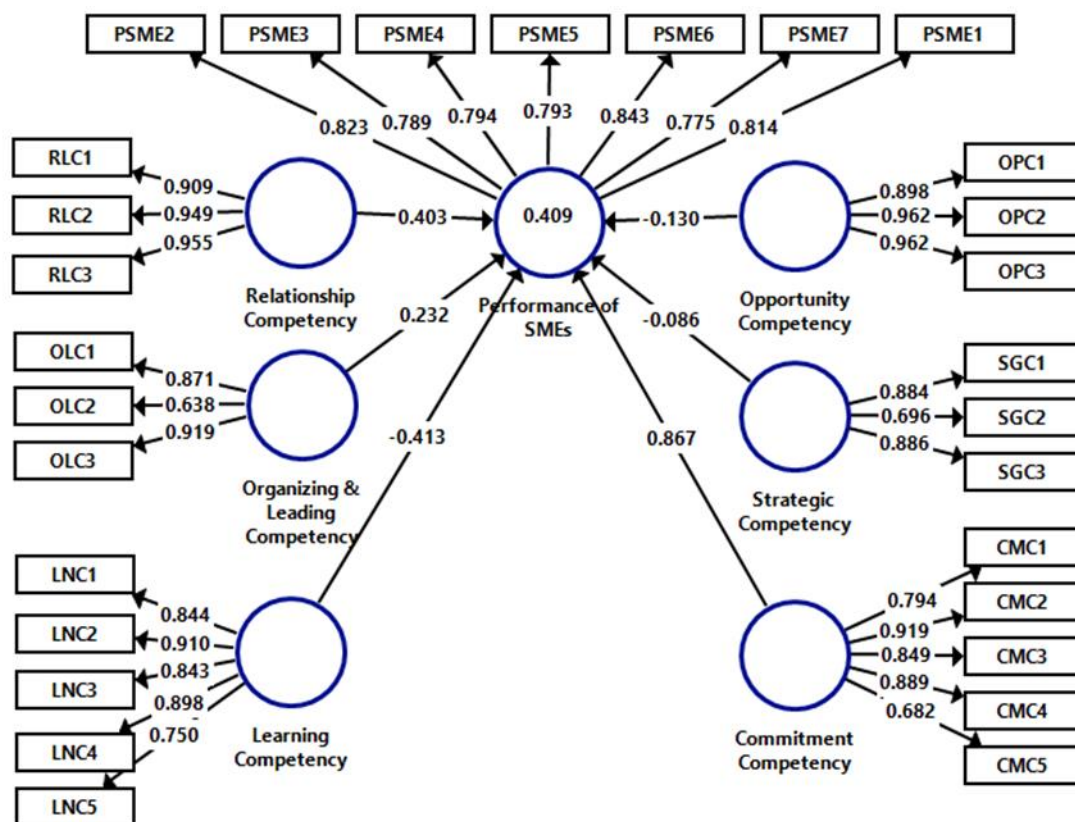 PSME2
PSME3
PSME4
PSME5
PSME6
PSME7
PSME1
0.823
0.789
0.794
0.793
0.843
0.775
0.814
RLC1
RLC2
RLC3
0.909
0.949
0.955
Relationship
Competency
0.403
0.409
Performance of
SMEs
-0.130
Opportunity
Competency
0.898
0.962
0.962
OPC1
OPC2
OPC3
OLC1
OLC2
OLC3
0.871
0.638
0.919
Organizing &
Leading
Competency
0.232
-0.086
Strategic
Competency
0.884
0.696
0.886
SGC1
SGC2
SGC3
LNC1
LNC2
LNC3
LNC4
LNC5
0.844
0.910
0.843
0.898
0.750
Learning
Competency
-0.413
0.867
Commitment
Competency
0.794
0.919
0.849
0.889
0.682
CMC1
CMC2
CMC3
CMC4
CMC5